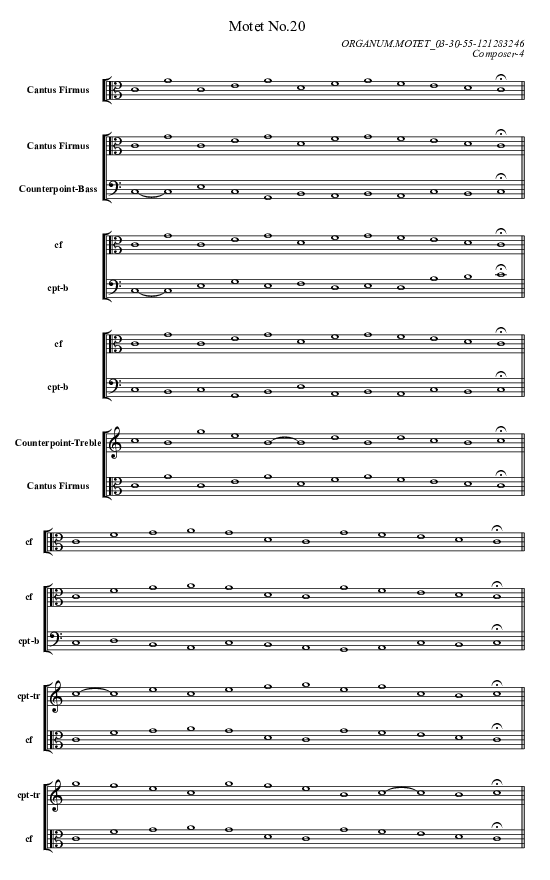 Motet No.20
ORGANUM.MOTET_03-30-55-121283246
Composer-4
Cantus Firmus
Cantus Firmus
Counterpoint-Bass
cf
cpt-b
cf
cpt-b
Counterpoint-Treble
Cantus Firmus
cf
cf
cpt-b
cpt-tr
cf
cpt-tr
cf